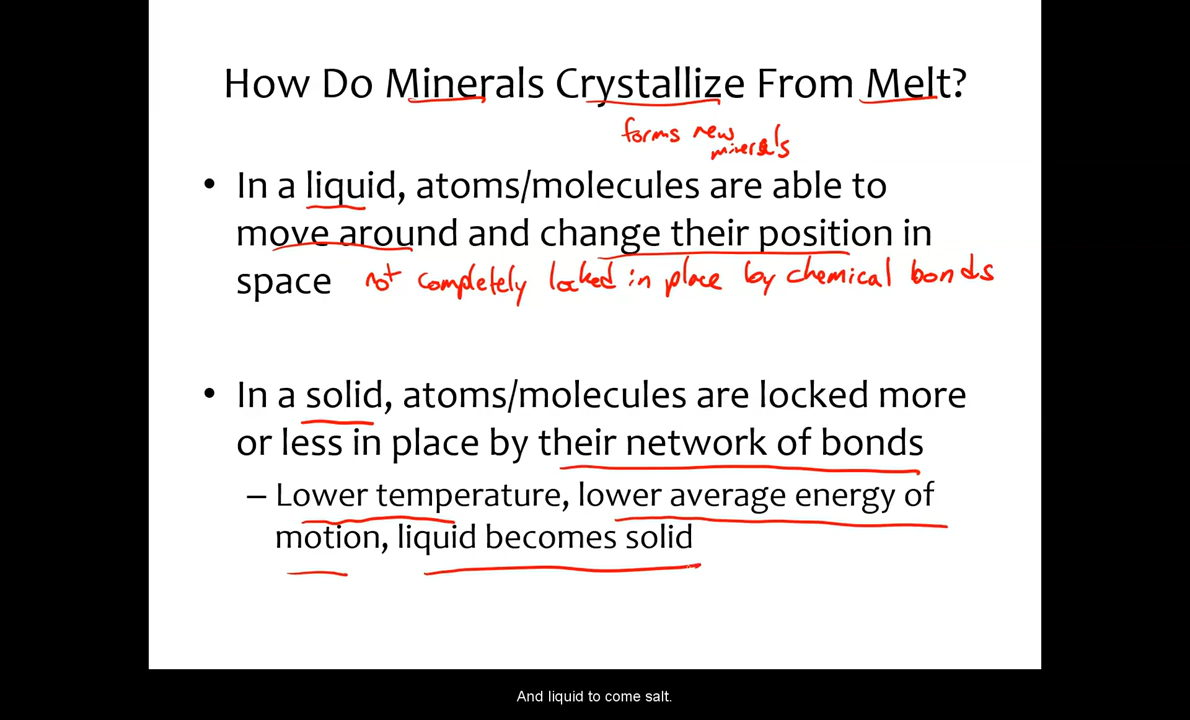 How Do Minerals Crystallize From Melt?
forms new
minerals
• In a liquid, atoms/molecules are able to
move around and change their position in
space not completely locked in place by chemical bonds
• In a solid, atoms/molecules are locked more
or less in place by their network of bonds
– Lower temperature, lower average energy of
motion, liquid becomes solid
And liquid to come salt.